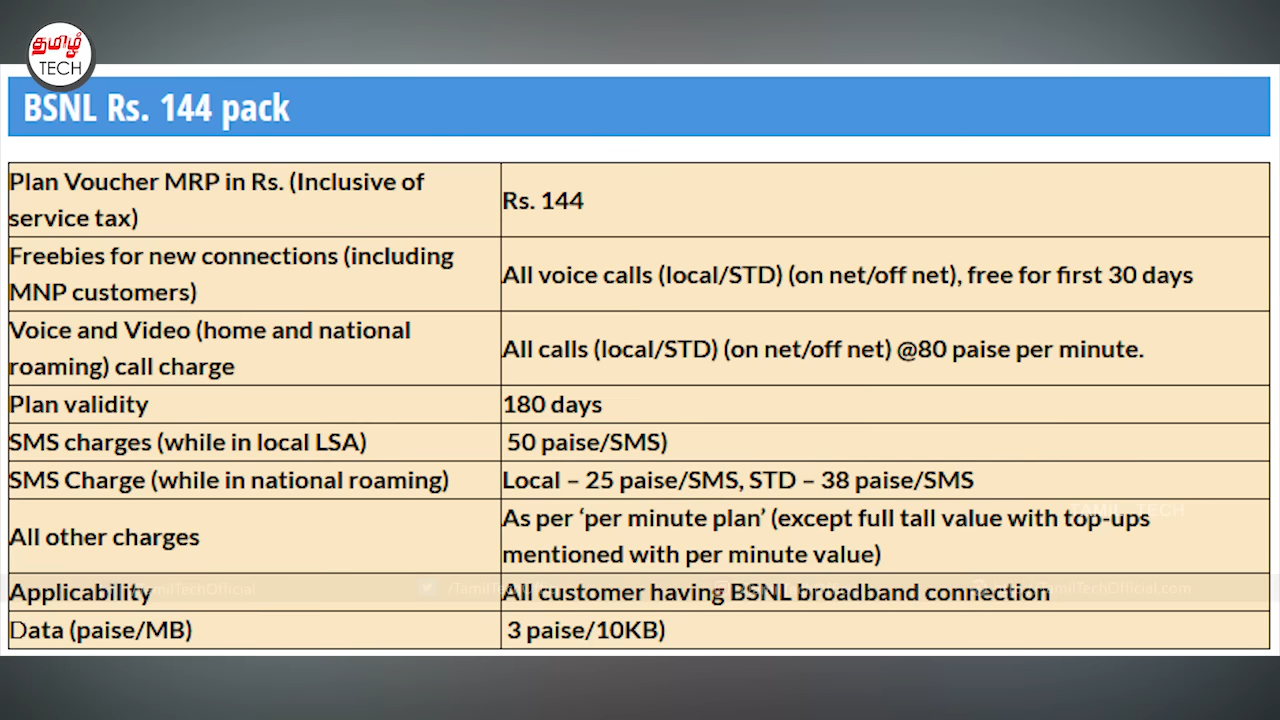 தமிழ்
TECH
BSNL Rs. 144 pack
Plan Voucher MRP in Rs. (Inclusive of
service tax)
Rs. 144
Freebies for new connections (including
MNP customers)
All voice calls (local/STD) (on net/off net), free for first 30 days
Voice and Video (home and national
roaming) call charge
All calls (local/STD) (on net/off net) @80 paise per minute.
Plan validity
180 days
SMS charges (while in local LSA)
50 paise/SMS)
SMS Charge (while in national roaming)
Local – 25 paise/SMS, STD – 38 paise/SMS
All other charges
As per ‘per minute plan’ (except full tall value with top-ups
mentioned with per minute value)
TAMIL TECH
Applicability
All customer having BSNL broadband connection
Data (paise/MB)
3 paise/10KB)